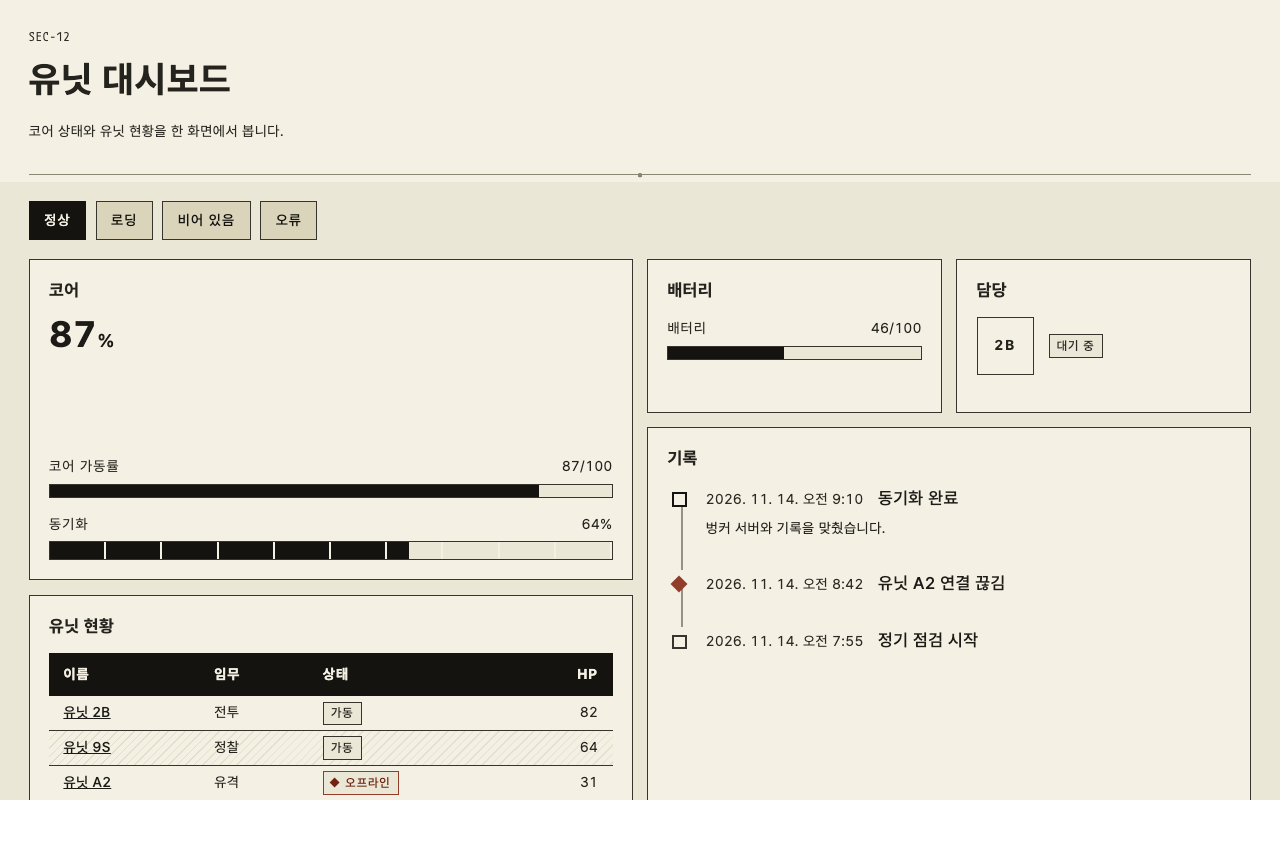 SEC-12
유닛 대시보드
코어 상태와 유닛 현황을 한 화면에서 봅니다.
정상 로딩 비어 있음 오류
코어
87%
코어 가동률 87/100
동기화 64%
배터리
배터리 46/100
담당
2B 대기 중
기록
2026. 11. 14. 오전 9:10 동기화 완료
벙커 서버와 기록을 맞췄습니다.
2026. 11. 14. 오전 8:42 유닛 A2 연결 끊김
2026. 11. 14. 오전 7:55 정기 점검 시작
유닛 현황
이름 임무 상태 HP
유닛 2B 전투 가동 82
유닛 9S 정찰 가동 64
유닛 A2 유격 오프라인 31